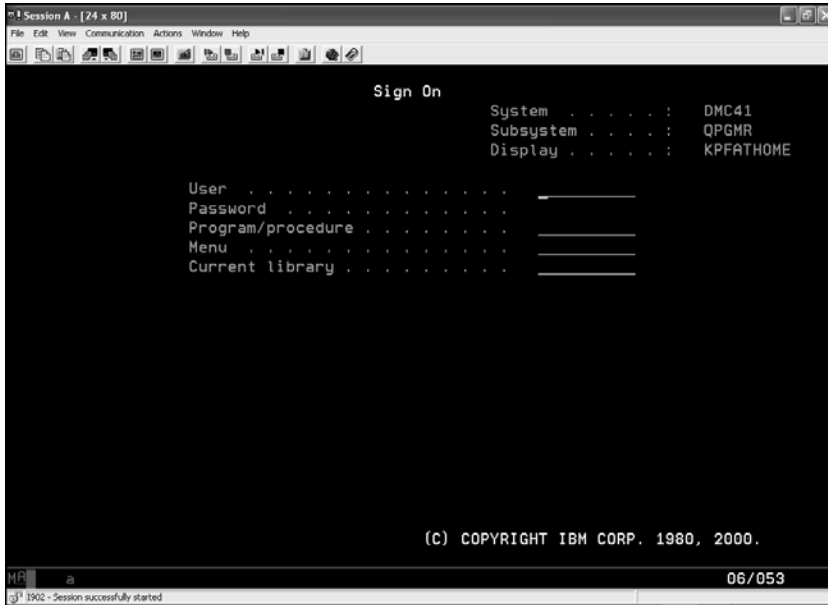 Session A - [24 x 80]
File Edit View Communication Actions Window Help
Sign On
System . . . . . : DMC41
Subsystem . . . . : QPGMR
Display . . . . . : KPFATHOME
User . . . . . . . . . . . . . .
Password . . . . . . . . . . . .
Program/procedure . . . . . . . .
Menu . . . . . . . . . . . . . .
Current library . . . . . . . . .
(C) COPYRIGHT IBM CORP. 1980, 2000.
MA a 06/053
I902 - Session successfully started